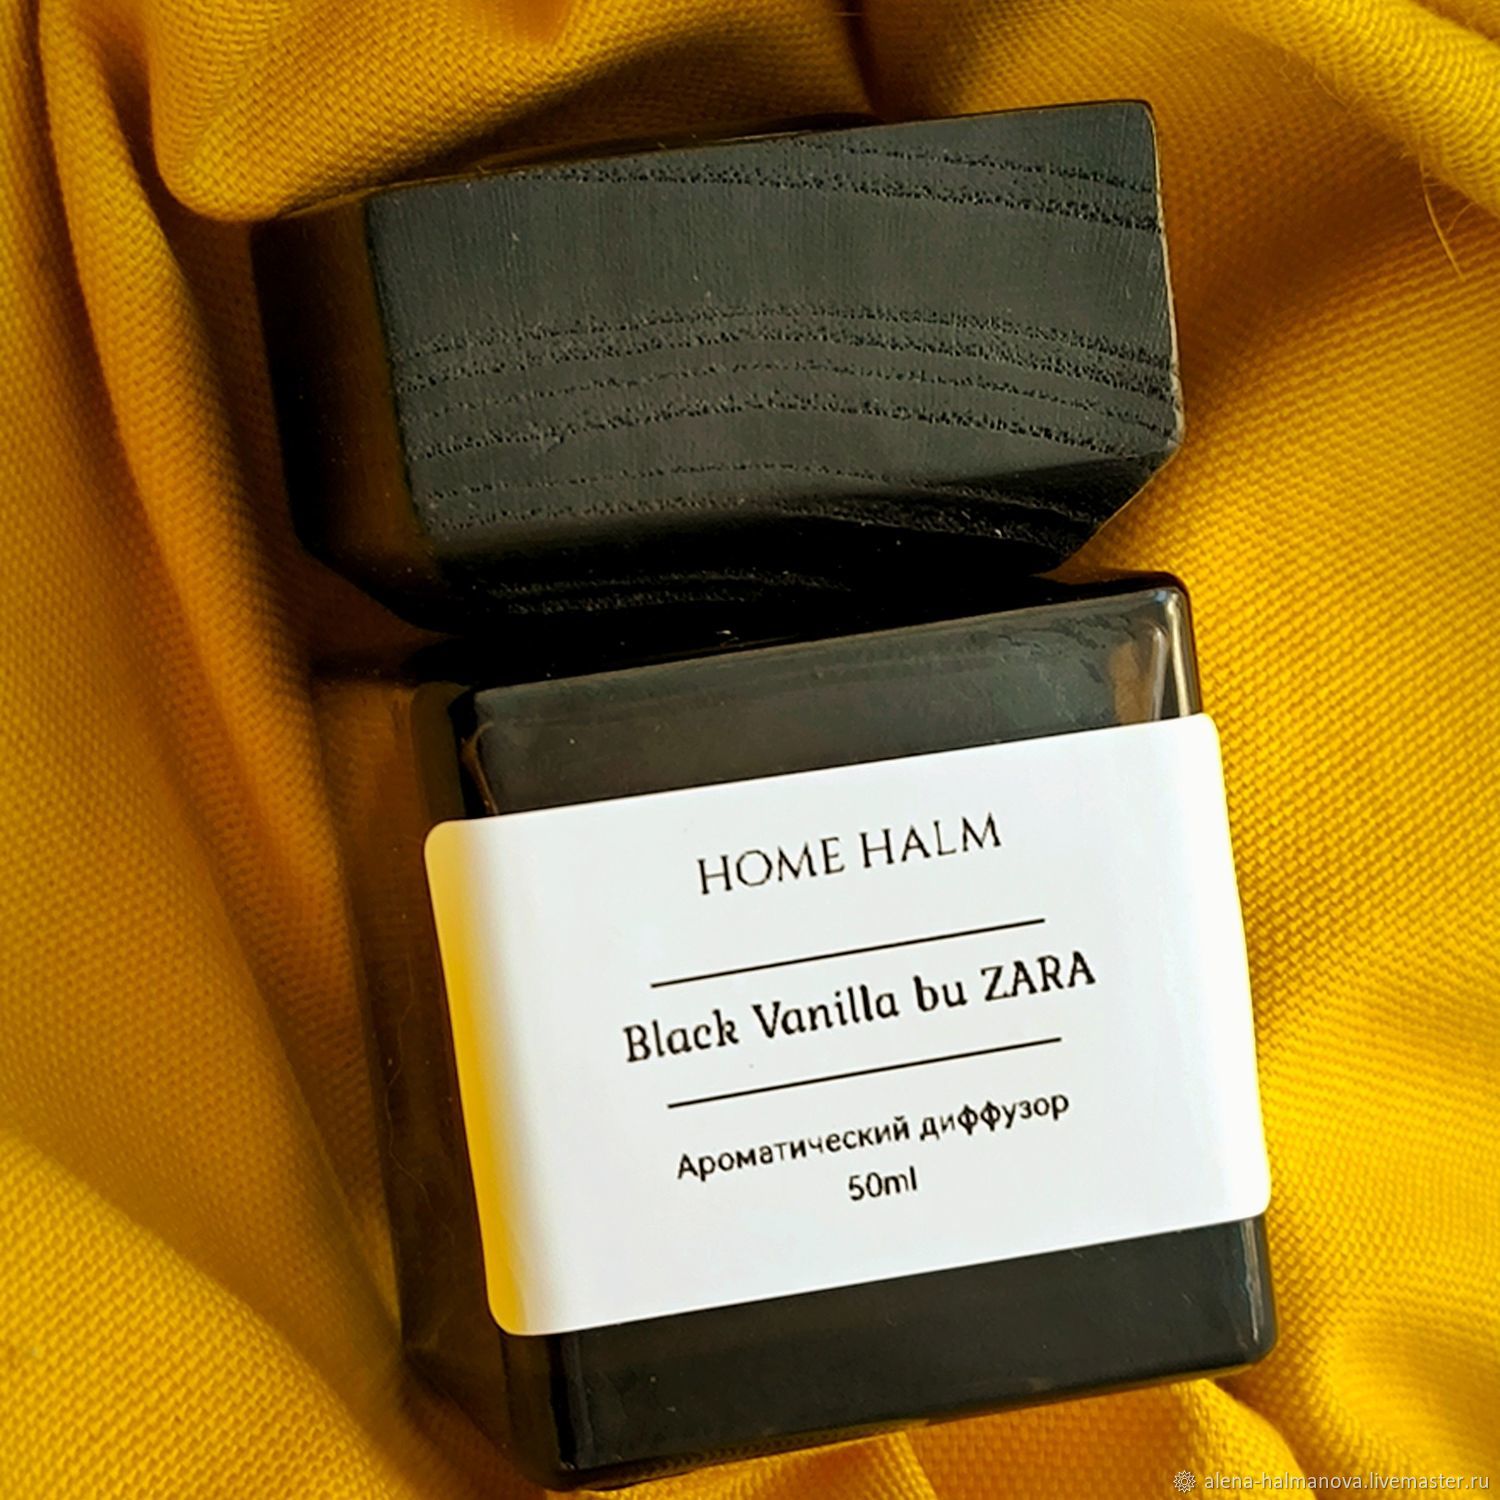 HOME HALM
Black Vanilla bu ZARA
Ароматический диффузор
50ml
alena-halmanova.livemaster.ru